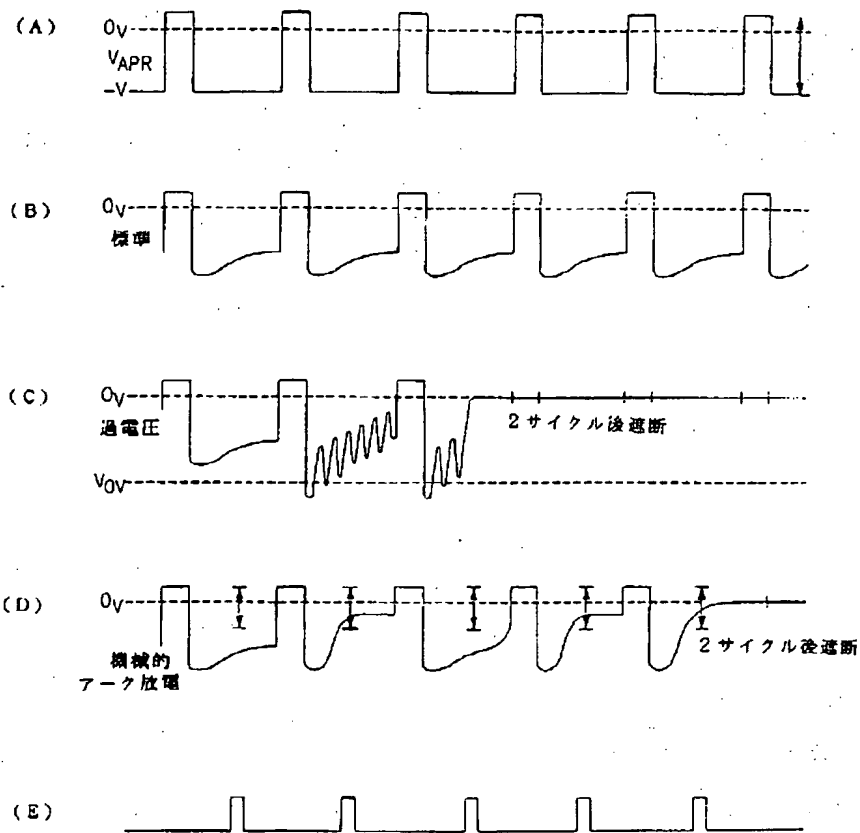 (A)
0V
VAPR
-V
(B)
0V
標準
(C)
0V
過電圧
2サイクル後遮断
VOV
(D)
0V
2サイクル後遮断
機械的
アーク放電
(E)